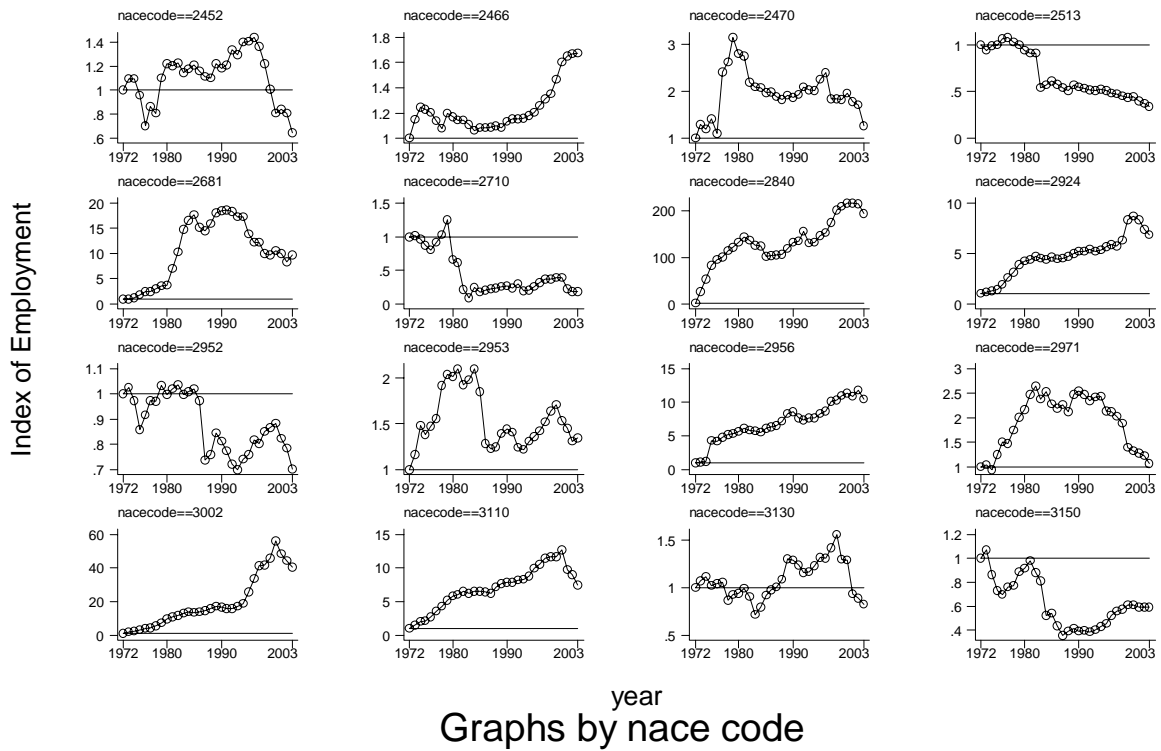 nacecode==2452
nacecode==2466
nacecode==2470
nacecode==2513
1.4
1.2
1
.8
.6
1972 1980 1990 2003
1.8
1.6
1.4
1.2
1
1972 1980 1990 2003
3
2
1
1972 1980 1990 2003
1
.5
0
1972 1980 1990 2003
nacecode==2681
nacecode==2710
nacecode==2840
nacecode==2924
20
15
10
5
0
1972 1980 1990 2003
1.5
1
.5
0
1972 1980 1990 2003
200
100
0
1972 1980 1990 2003
10
5
0
1972 1980 1990 2003
nacecode==2952
nacecode==2953
nacecode==2956
nacecode==2971
1.1
1
.9
.8
.7
1972 1980 1990 2003
2
1.5
1
1972 1980 1990 2003
15
10
5
0
1972 1980 1990 2003
3
2.5
2
1.5
1
1972 1980 1990 2003
nacecode==3002
nacecode==3110
nacecode==3130
nacecode==3150
60
40
20
0
1972 1980 1990 2003
15
10
5
0
1972 1980 1990 2003
1.5
1
.5
1972 1980 1990 2003
1.2
1
.8
.6
.4
1972 1980 1990 2003
Index of Employment
year
Graphs by nace code